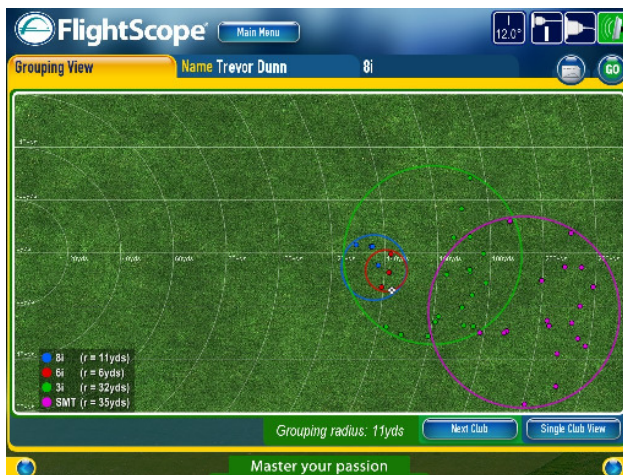 FlightScope
Main Menu
12.0°
Grouping View
Name Trevor Dunn
8i
GO
8i (r = 11yds)
6i (r = 6yds)
3i (r = 32yds)
SMT (r = 35yds)
Grouping radius: 11yds
Next Club
Single Club View
Master your passion